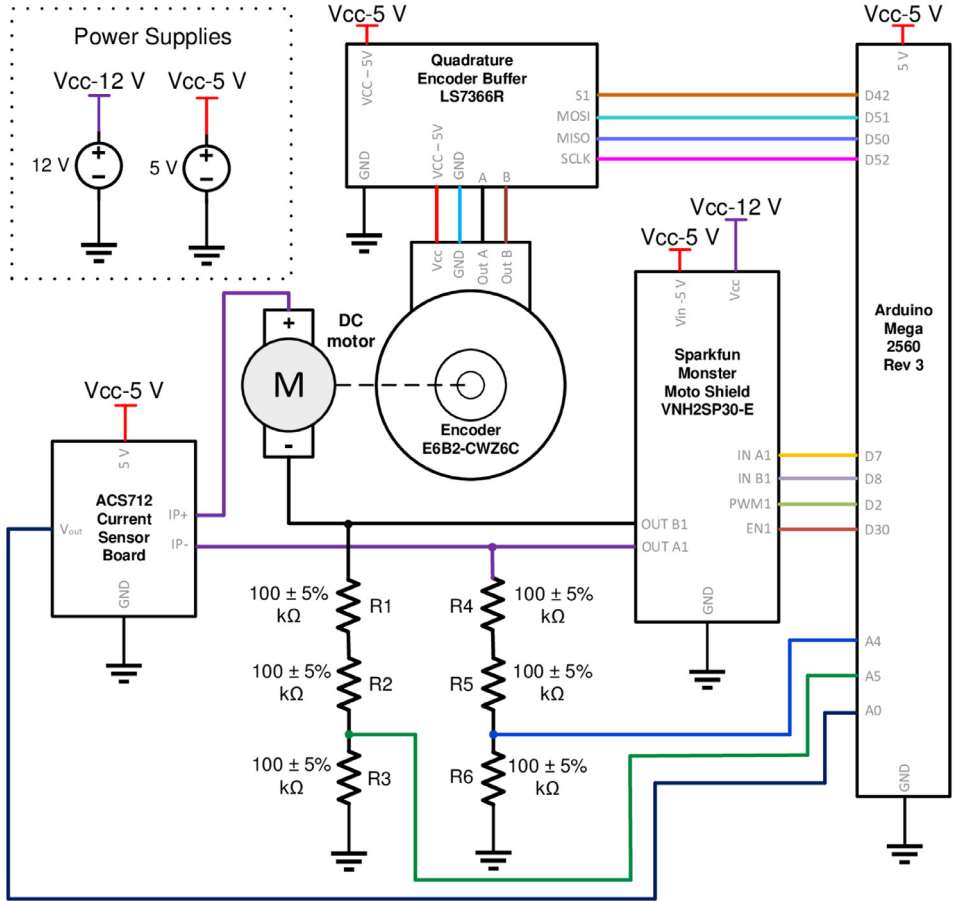 Power Supplies
Vcc-12 V
Vcc-5 V
12 V
+
−
5 V
+
−
Vcc-5 V
VCC – 5V
GND
Quadrature
Encoder Buffer
LS7366R
S1
MOSI
MISO
SCLK
VCC – 5V
GND
A
B
Vcc
GND
Out A
Out B
Encoder
E6B2-CWZ6C
DC
motor
+
M
-
Vcc-5 V
5 V
ACS712
Current
Sensor
Board
Vout
IP+
IP-
GND
Vcc-5 V
Vcc-12 V
Vin -5 V
Vcc
Sparkfun
Monster
Moto Shield
VNH2SP30-E
IN A1
IN B1
PWM1
EN1
OUT B1
OUT A1
GND
Vcc-5 V
5 V
D42
D51
D50
D52
Arduino
Mega
2560
Rev 3
D7
D8
D2
D30
A4
A5
A0
GND
100 ± 5%
kΩ
R1
100 ± 5%
kΩ
R2
100 ± 5%
kΩ
R3
R4
100 ± 5%
kΩ
R5
100 ± 5%
kΩ
R6
100 ± 5%
kΩ